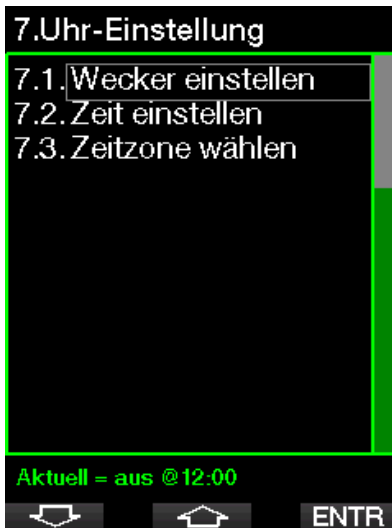 7.Uhr-Einstellung
7.1.Wecker einstellen
7.2.Zeit einstellen
7.3.Zeitzone wählen
Aktuell = aus @12:00
ENTR